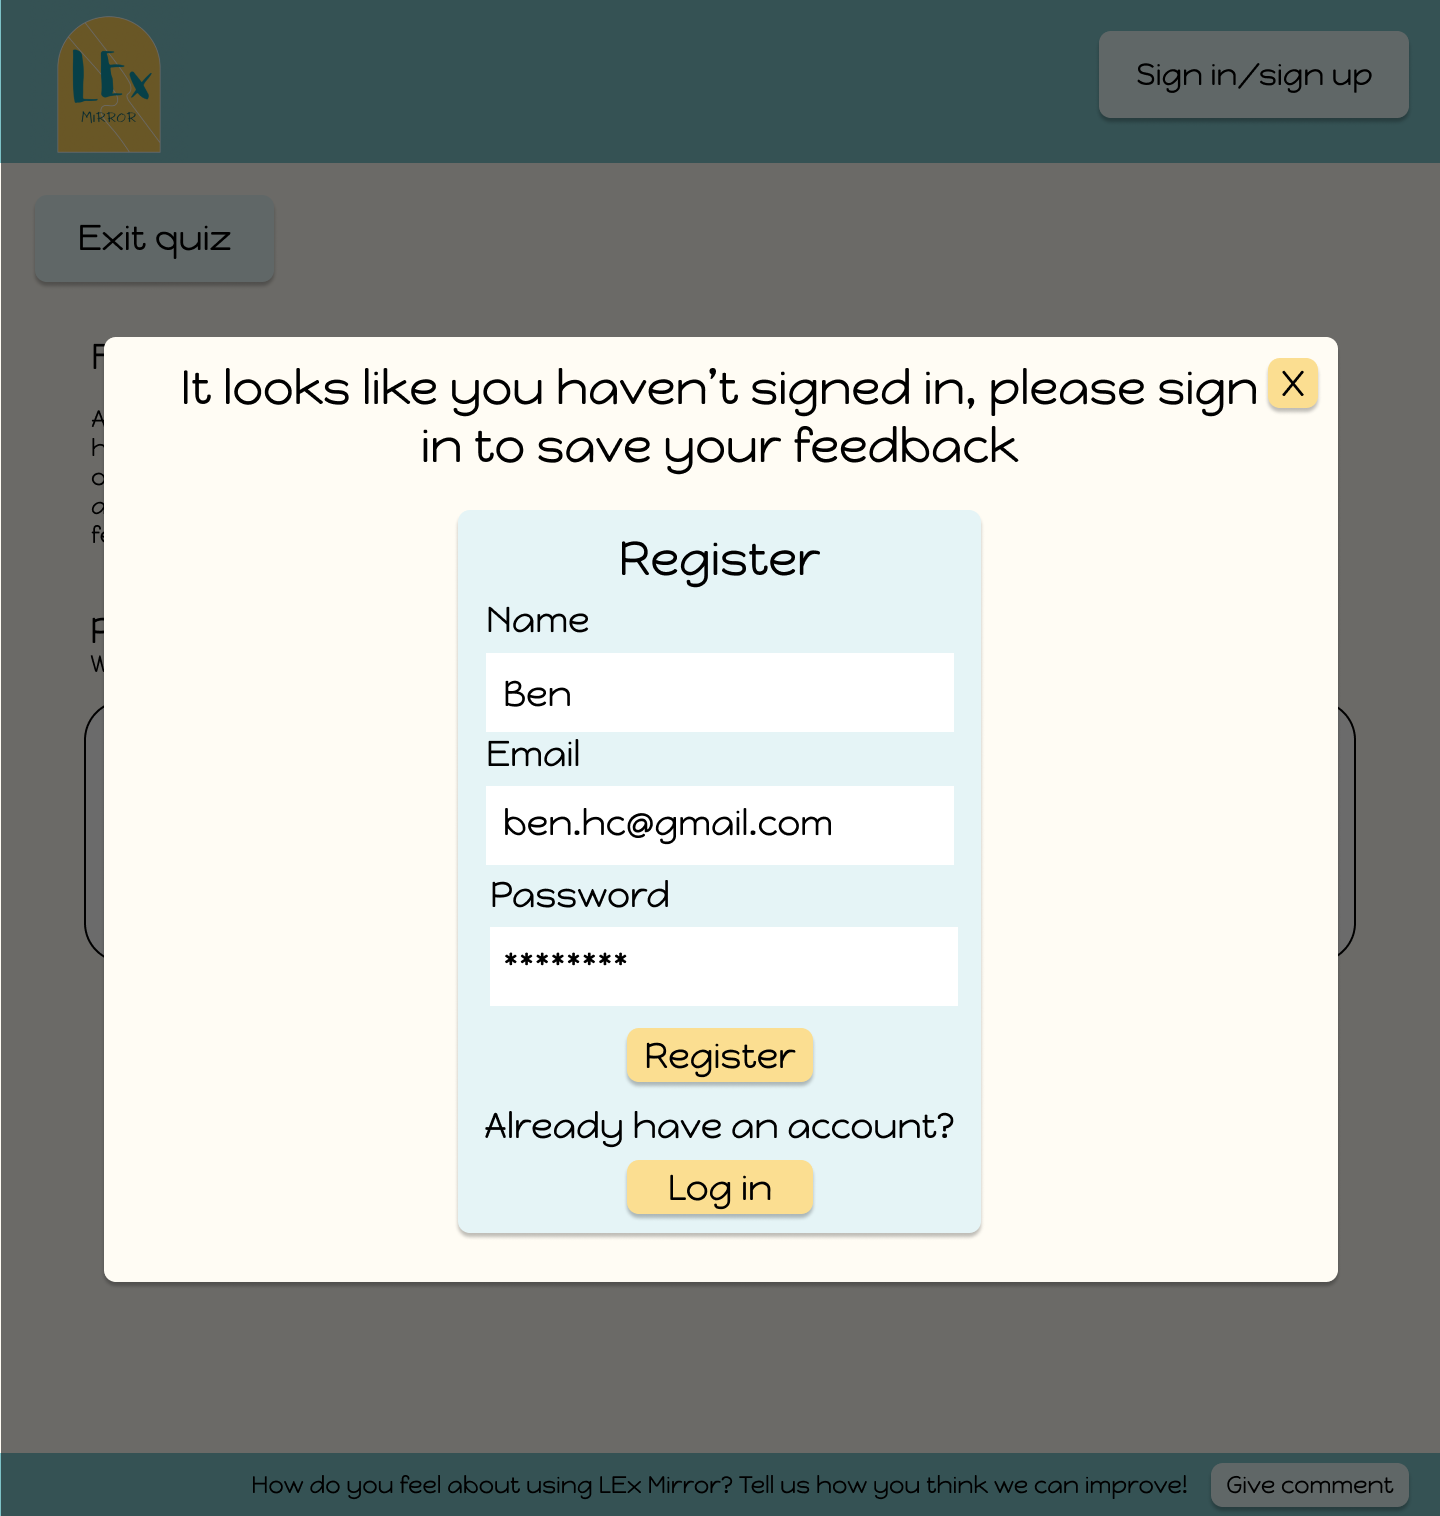 LEx
MiRROR
Sign in/sign up
Exit quiz
It looks like you haven't signed in, please sign
X
in to save your feedback
Register
Name
Ben
Email
ben.hc@gmail.com
Password
********
Register
Already have an account?
Log in
How do you feel about using LEx Mirror? Tell us how you think we can improve!
Give comment